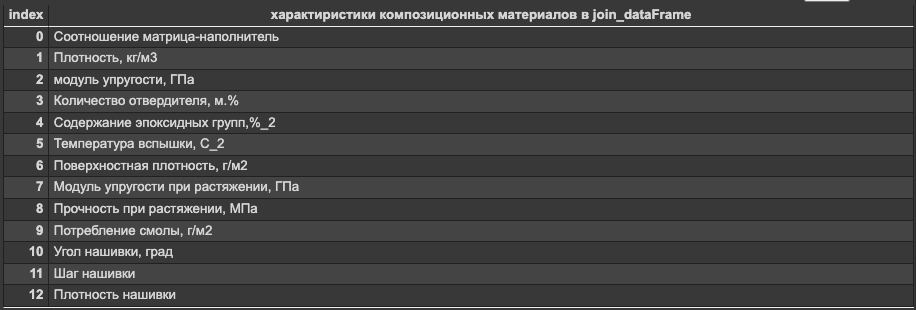 index характиристики композиционных материалов в join_dataFrame
0 Соотношение матрица-наполнитель
1 Плотность, кг/м3
2 модуль упругости, ГПа
3 Количество отвердителя, м.%
4 Содержание эпоксидных групп,%_2
5 Температура вспышки, С_2
6 Поверхностная плотность, г/м2
7 Модуль упругости при растяжении, ГПа
8 Прочность при растяжении, МПа
9 Потребление смолы, г/м2
10 Угол нашивки, град
11 Шаг нашивки
12 Плотность нашивки